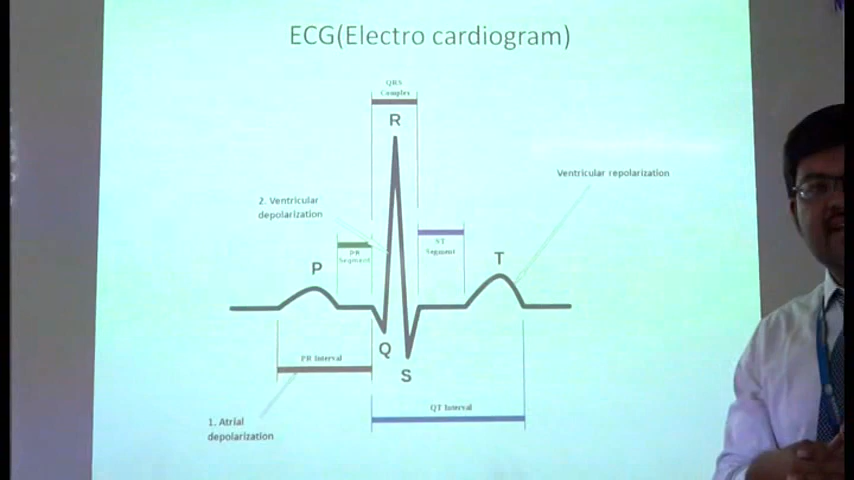 ECG(Electro cardiogram)
QRS
Complex
R
Ventricular repolarization
2. Ventricular
depolarization
PR
Segment
ST
Segment
P
T
Q
S
PR Interval
QT Interval
1. Atrial
depolarization